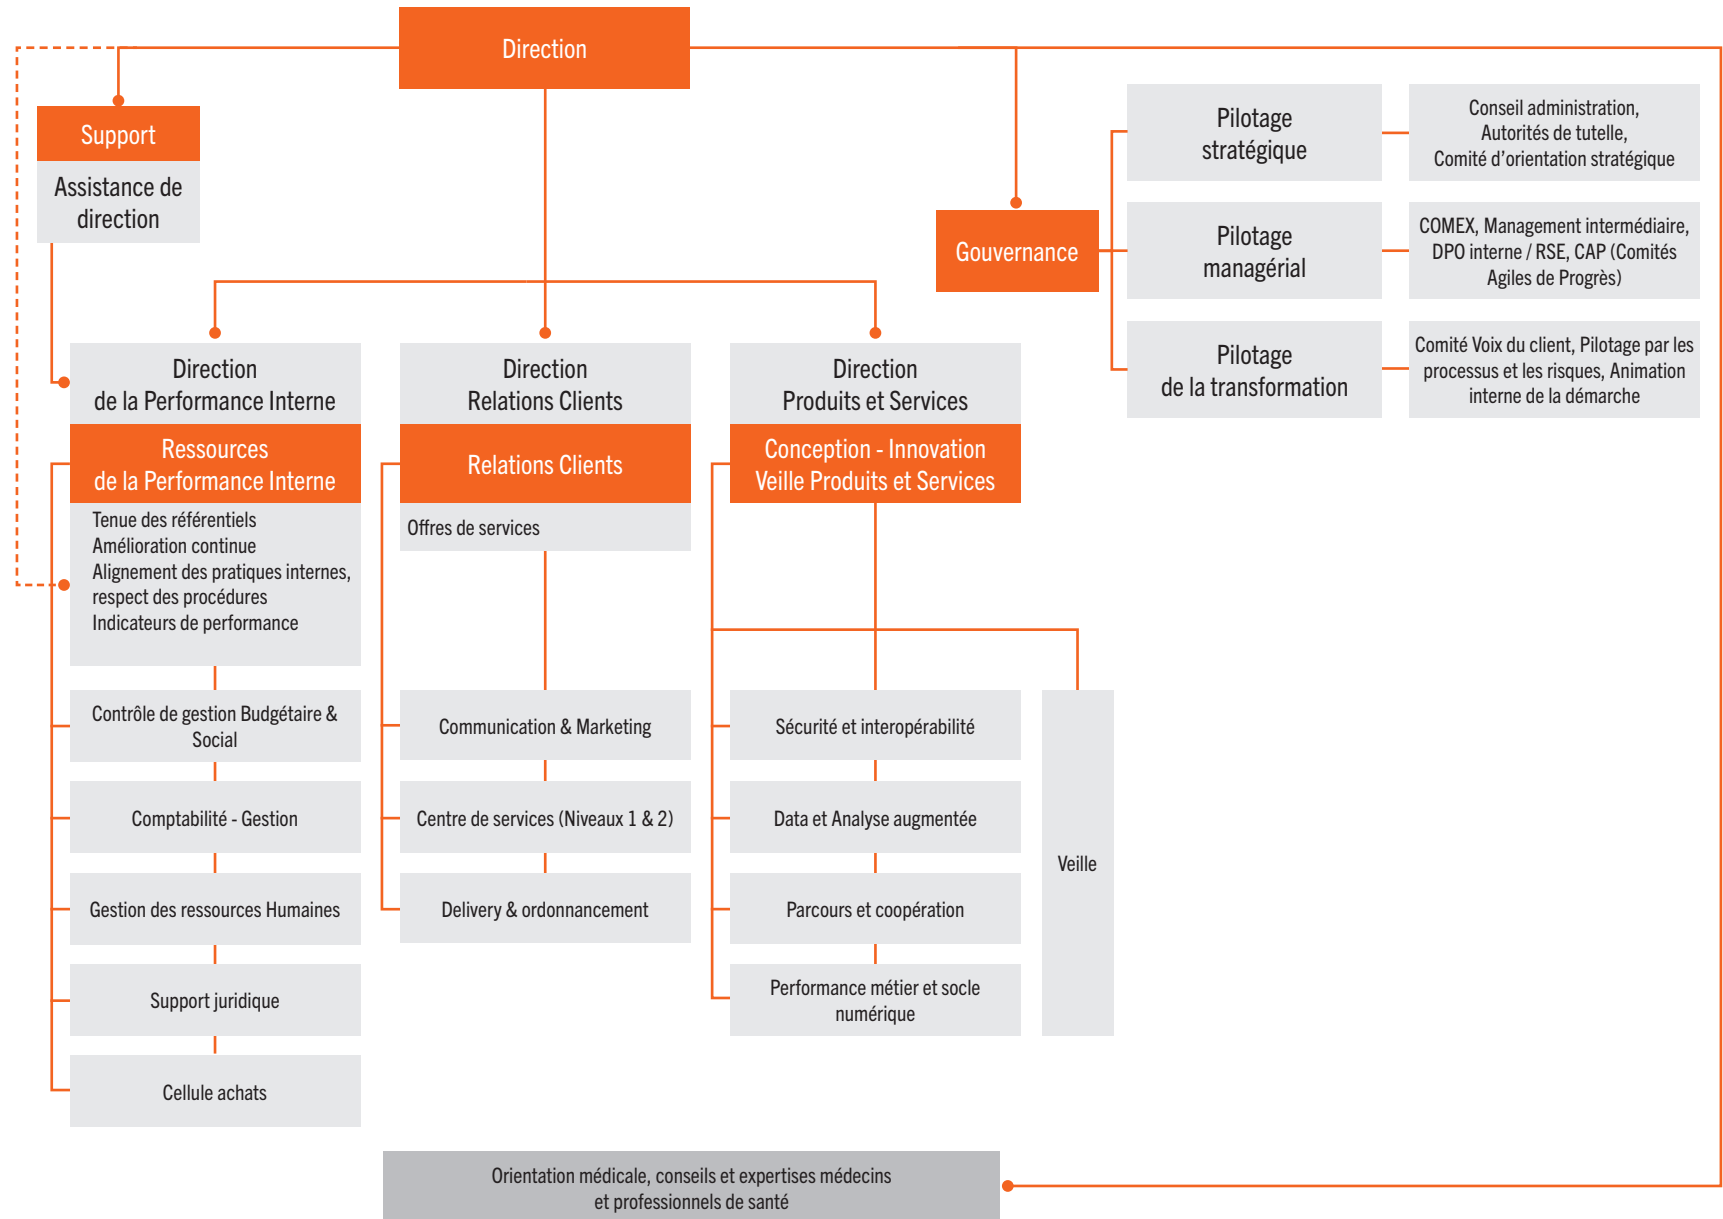 Direction
Support
Assistance de
direction
Gouvernance
Pilotage
stratégique
Conseil administration,
Autorités de tutelle,
Comité d'orientation stratégique
Pilotage
managérial
COMEX, Management intermédiaire,
DPO interne / RSE, CAP (Comités
Agiles de Progrès)
Pilotage
de la transformation
Comité Voix du client, Pilotage par les
processus et les risques, Animation
interne de la démarche
Direction
de la Performance Interne
Ressources
de la Performance Interne
Tenue des référentiels
Amélioration continue
Alignement des pratiques internes,
respect des procédures
Indicateurs de performance
Contrôle de gestion Budgétaire &
Social
Comptabilité - Gestion
Gestion des ressources Humaines
Support juridique
Cellule achats
Direction
Relations Clients
Relations Clients
Offres de services
Communication & Marketing
Centre de services (Niveaux 1 & 2)
Delivery & ordonnancement
Direction
Produits et Services
Conception - Innovation
Veille Produits et Services
Sécurité et interopérabilité
Data et Analyse augmentée
Parcours et coopération
Performance métier et socle
numérique
Veille
Orientation médicale, conseils et expertises médecins
et professionnels de santé